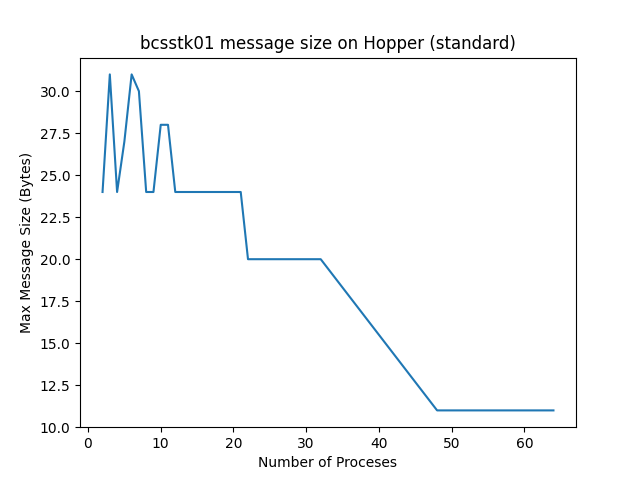 bcsstk01 message size on Hopper (standard)
Max Message Size (Bytes)
30.0
27.5
25.0
22.5
20.0
17.5
15.0
12.5
10.0
0 10 20 30 40 50 60
Number of Proceses